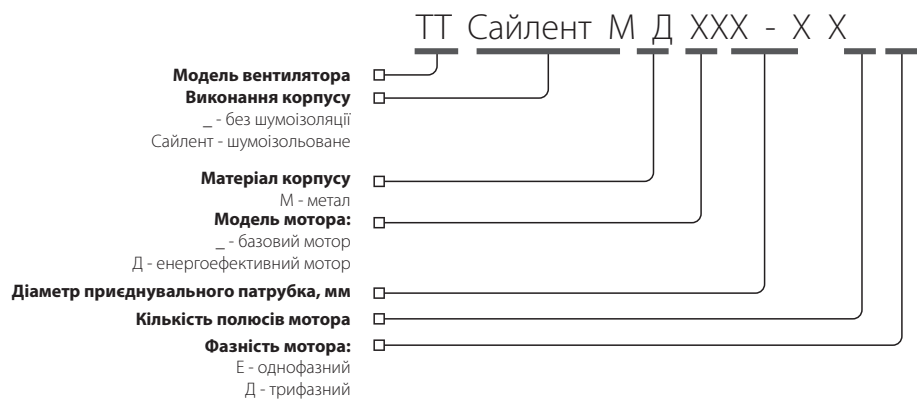 ТТ Сайлент М Д ХХХ - Х Х
Модель вентилятора
Виконання корпусу
_ - без шумоізоляції
Сайлент - шумоізольоване
Матеріал корпусу
М - метал
Модель мотора:
_ - базовий мотор
Д - енергоефективний мотор
Діаметр приєднувального патрубка, мм
Кількість полюсів мотора
Фазність мотора:
Е - однофазний
Д - трифазний